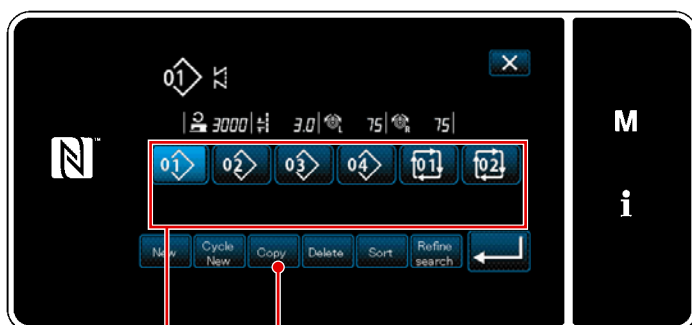 01
3000 3.0 L 75 R 75
N™
01 02 03 04 01 02
New Cycle New Copy Delete Sort Refine search
M
i